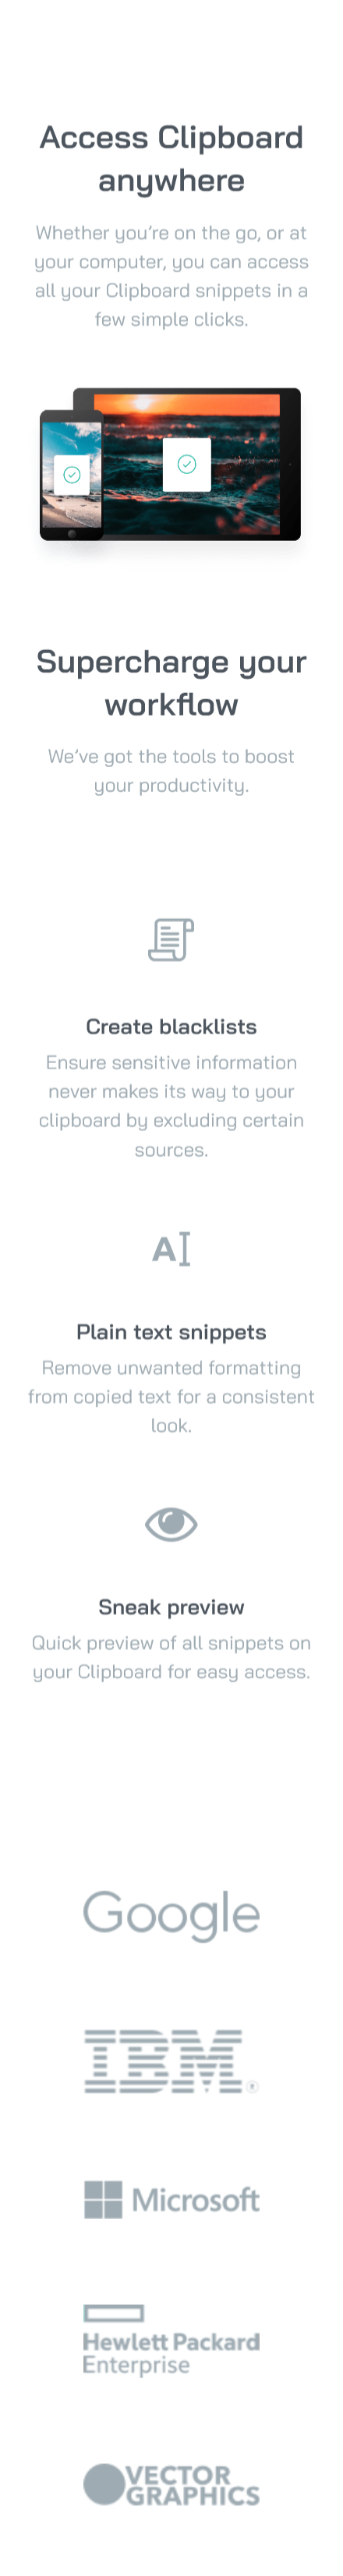 Access Clipboard
anywhere
Whether you’re on the go, or at
your computer, you can access
all your Clipboard snippets in a
few simple clicks.
Supercharge your
workflow
We’ve got the tools to boost
your productivity.
Create blacklists
Ensure sensitive information
never makes its way to your
clipboard by excluding certain
sources.
A
Plain text snippets
Remove unwanted formatting
from copied text for a consistent
look.
Sneak preview
Quick preview of all snippets on
your Clipboard for easy access.
Google
IBM®
Microsoft
Hewlett Packard
Enterprise
VECTOR
GRAPHICS